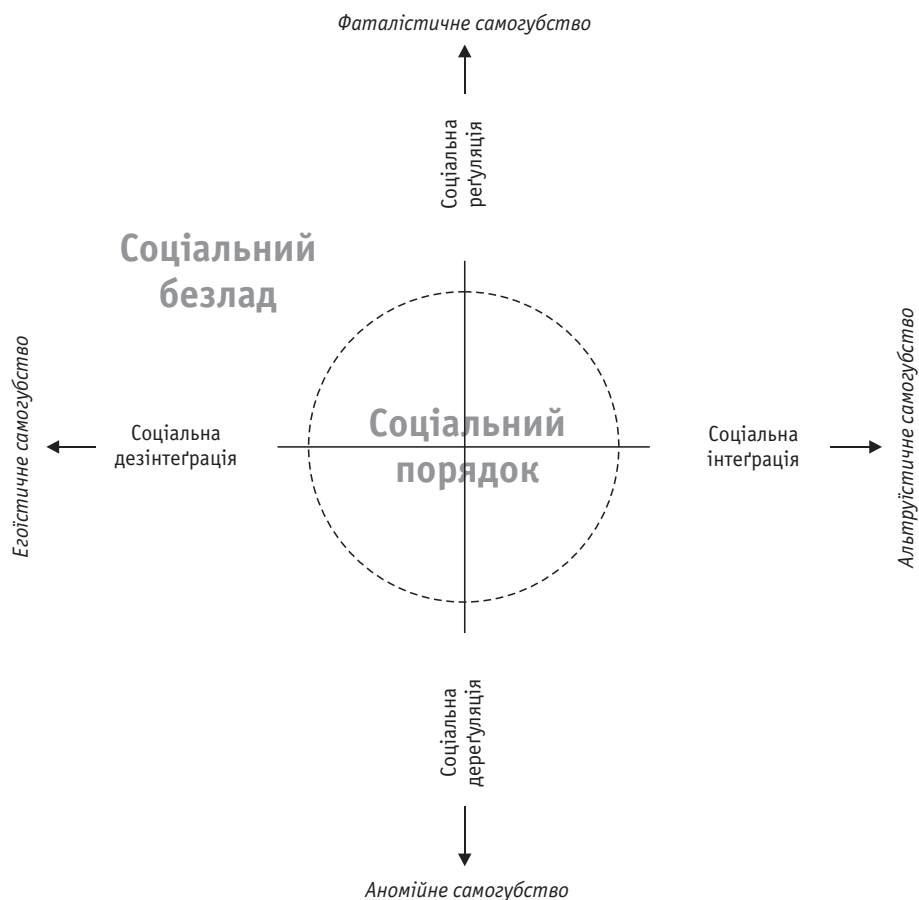 Фаталістичне самогубство
Соціальна
реґуляція
Соціальний
безлад
Егоїстичне самогубство
Соціальна
дезінтеґрація
Соціальний
порядок
Соціальна
інтеґрація
Альтруїстичне самогубство
Соціальна
дереґуляція
Аномійне самогубство